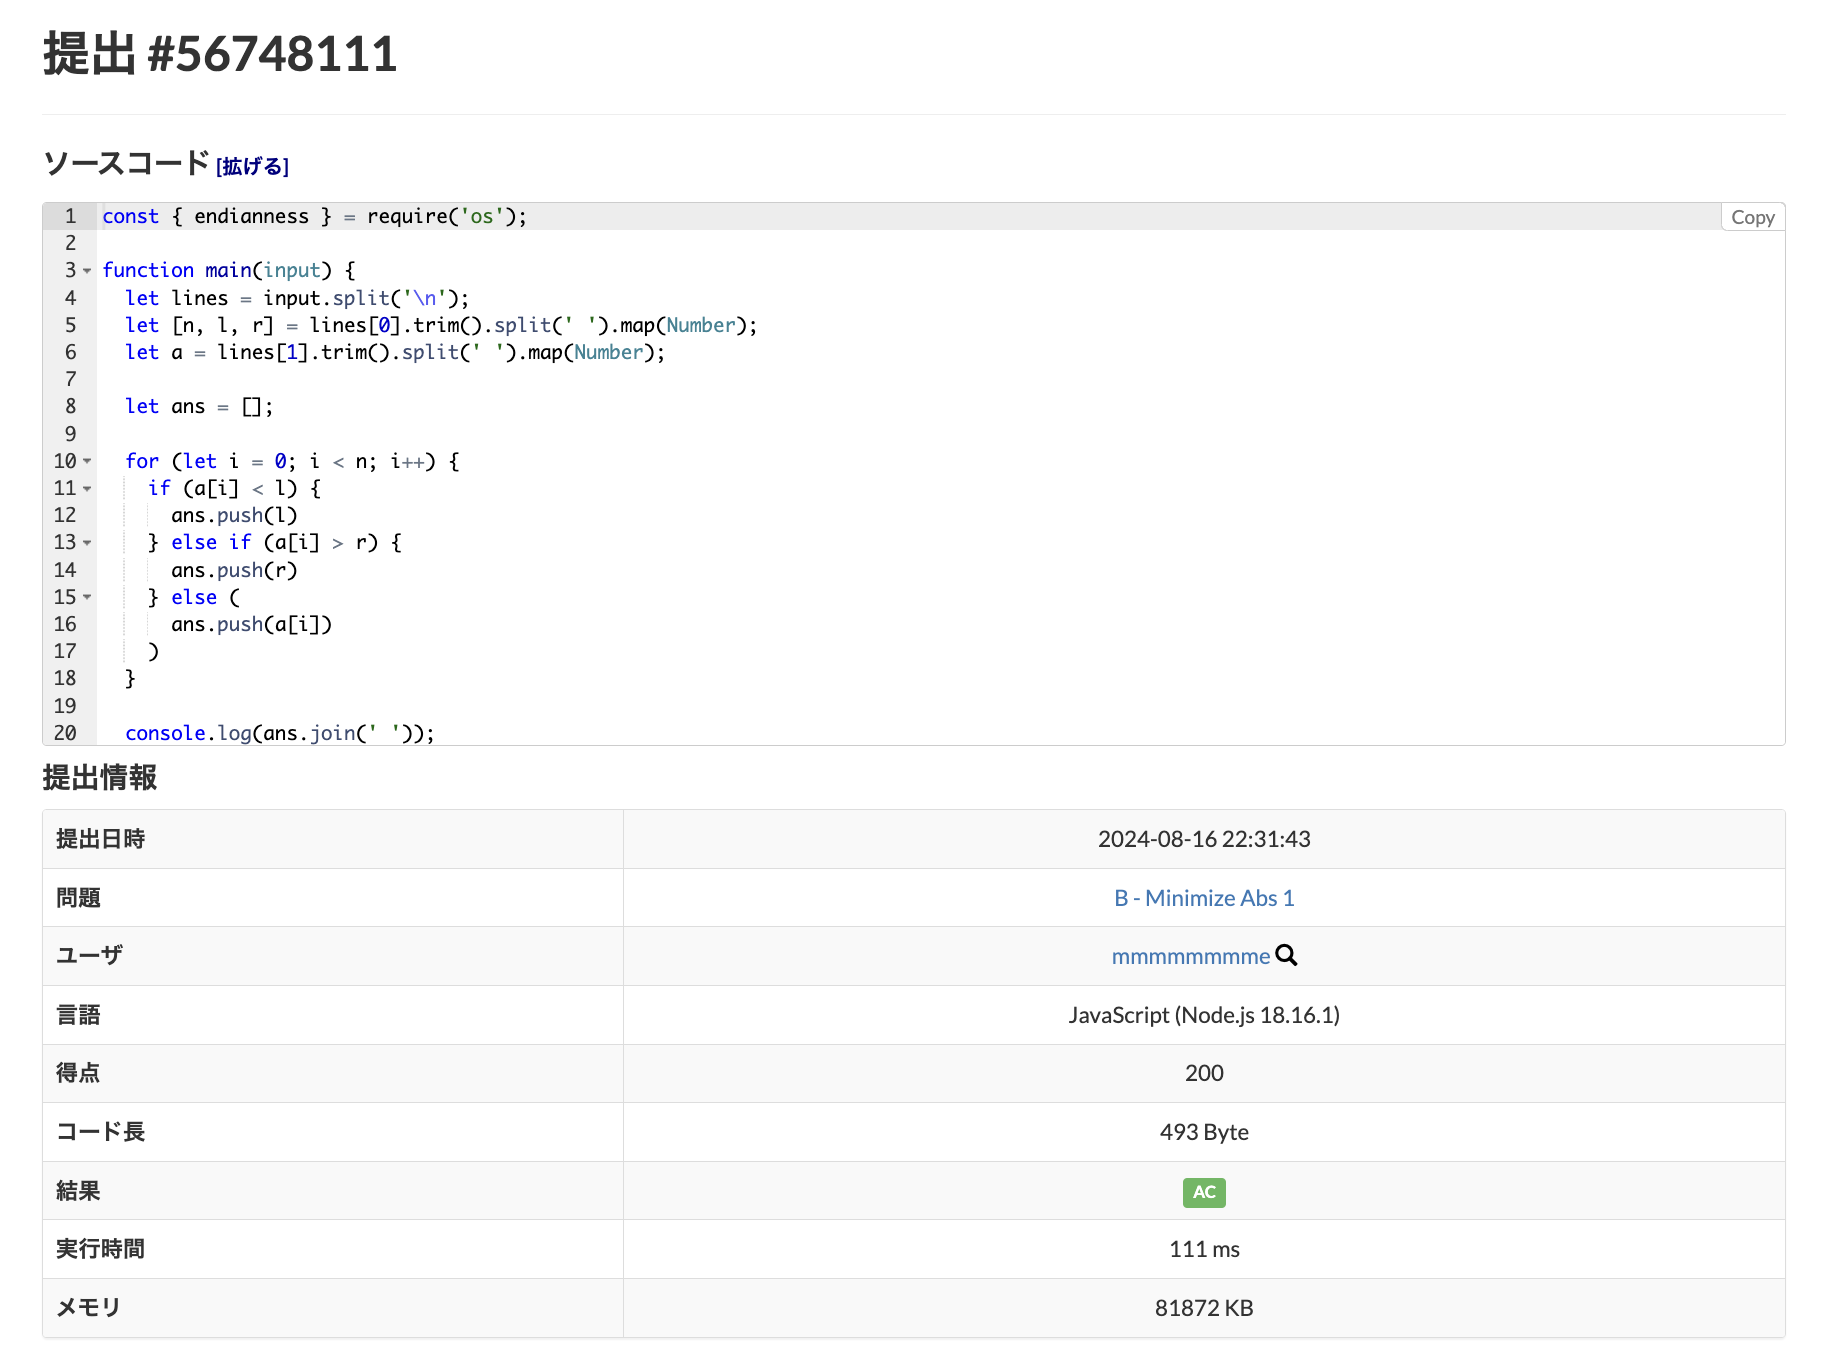 提出 #56748111
ソースコード [拡げる]
Copy
1 const { endianness } = require('os');
2
3 function main(input) {
4   let lines = input.split('\n');
5   let [n, l, r] = lines[0].trim().split(' ').map(Number);
6   let a = lines[1].trim().split(' ').map(Number);
7
8   let ans = [];
9
10   for (let i = 0; i < n; i++) {
11     if (a[i] < l) {
12       ans.push(l)
13     } else if (a[i] > r) {
14       ans.push(r)
15     } else (
16       ans.push(a[i])
17     )
18   }
19
20   console.log(ans.join(' '));
提出情報
提出日時 2024-08-16 22:31:43
問題 B - Minimize Abs 1
ユーザ mmmmmmmme
言語 JavaScript (Node.js 18.16.1)
得点 200
コード長 493 Byte
結果 AC
実行時間 111 ms
メモリ 81872 KB